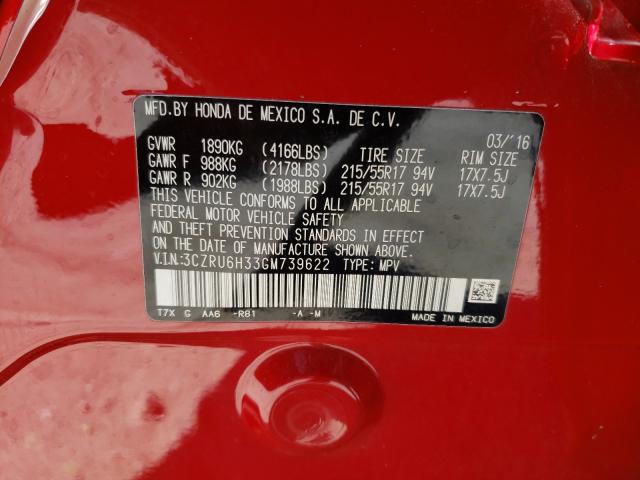 MFD.BY HONDA DE MEXICO S.A. DE C.V.
03/16
GVWR 1890KG (4166LBS) TIRE SIZE RIM SIZE
GAWR F 988KG (2178LBS) 215/55R17 94V 17X7.5J
GAWR R 902KG (1988LBS) 215/55R17 94V 17X7.5J
THIS VEHICLE CONFORMS TO ALL APPLICABLE
FEDERAL MOTOR VEHICLE SAFETY
AND THEFT PREVENTION STANDARDS IN EFFECT
ON THE DATE OF MANUFACTURE SHOWN ABOVE.
V.I.N:3CZRU6H33GM739622 TYPE: MPV
T7X G AA6 -R81 -A -M
MADE IN MEXICO